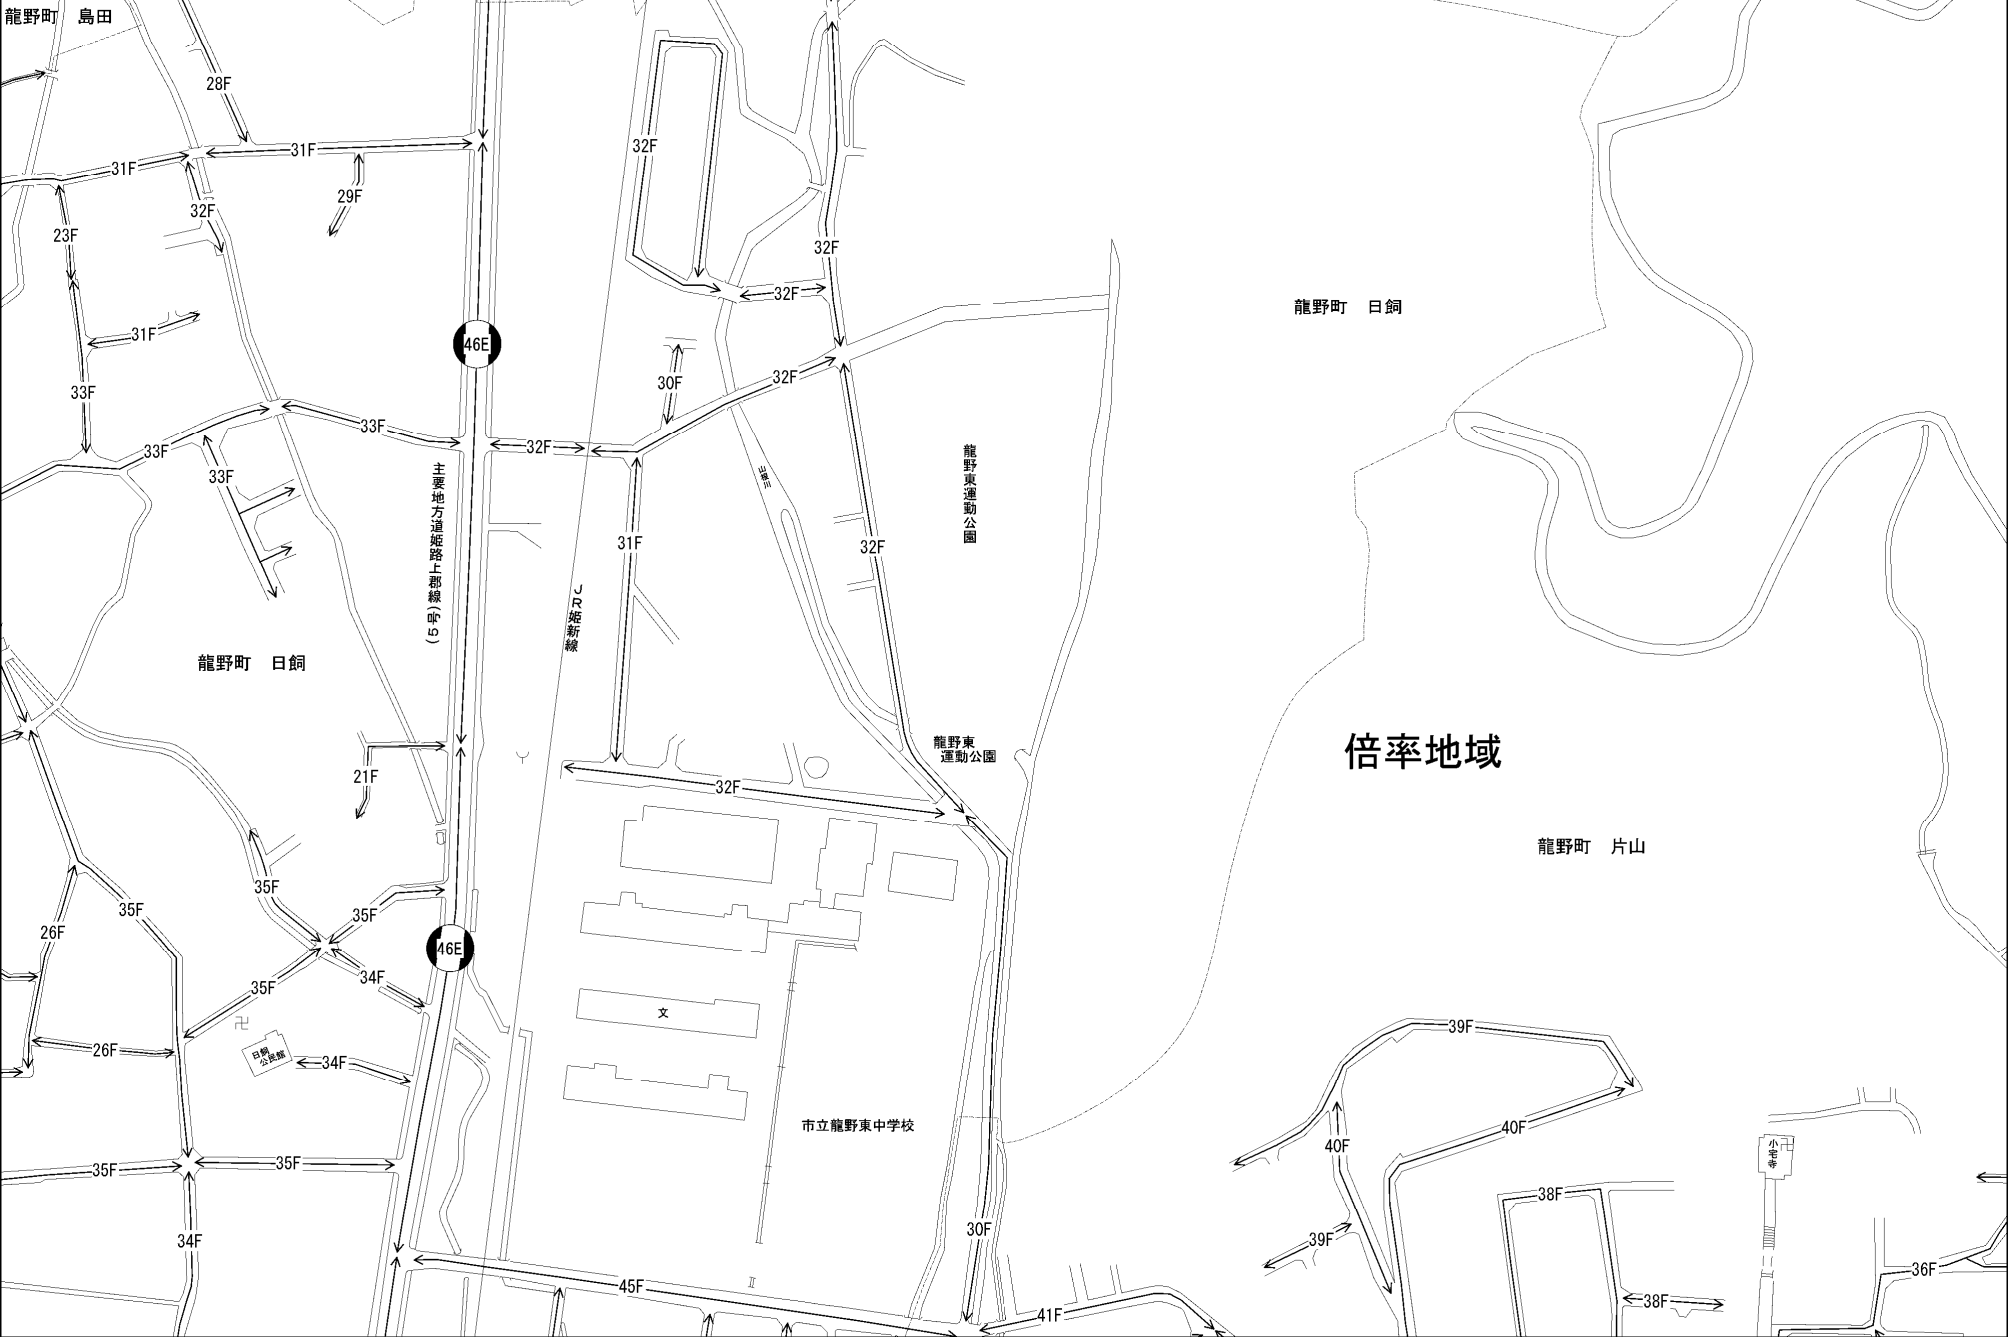 龍野町　島田
28F
31F
31F
32F
29F
23F
32F
32F
32F
31F
46E
30F
32F
33F
33F
33F
32F
33F
龍野町　日飼
主要地方道姫路上郡線(5号)
山根川
龍野東運動公園
31F
32F
JR姫新線
龍野町　日飼
龍野東
運動公園
倍率地域
21F
32F
龍野町　片山
35F
35F
35F
26F
46E
34F
35F
文
卍
26F
日飼
公民館
34F
39F
市立龍野東中学校
40F
40F
小宅寺
35F
35F
38F
34F
30F
39F
36F
45F
41F
38F